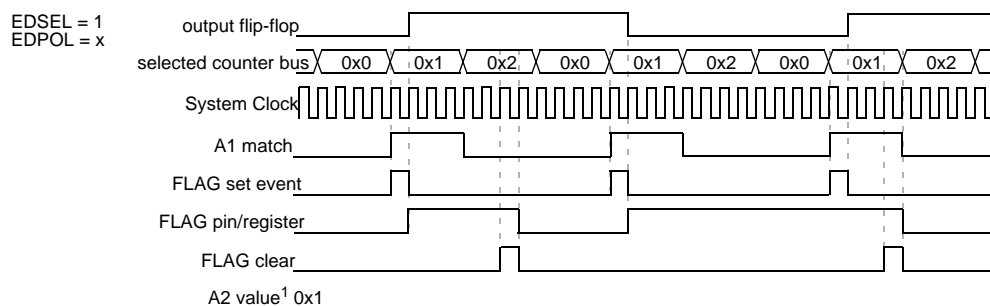 EDSEL = 1
EDPOL = x
output flip-flop
selected counter bus 0x0 0x1 0x2 0x0 0x1 0x2 0x0 0x1 0x2
System Clock
A1 match
FLAG set event
FLAG pin/register
FLAG clear
A2 value¹ 0x1